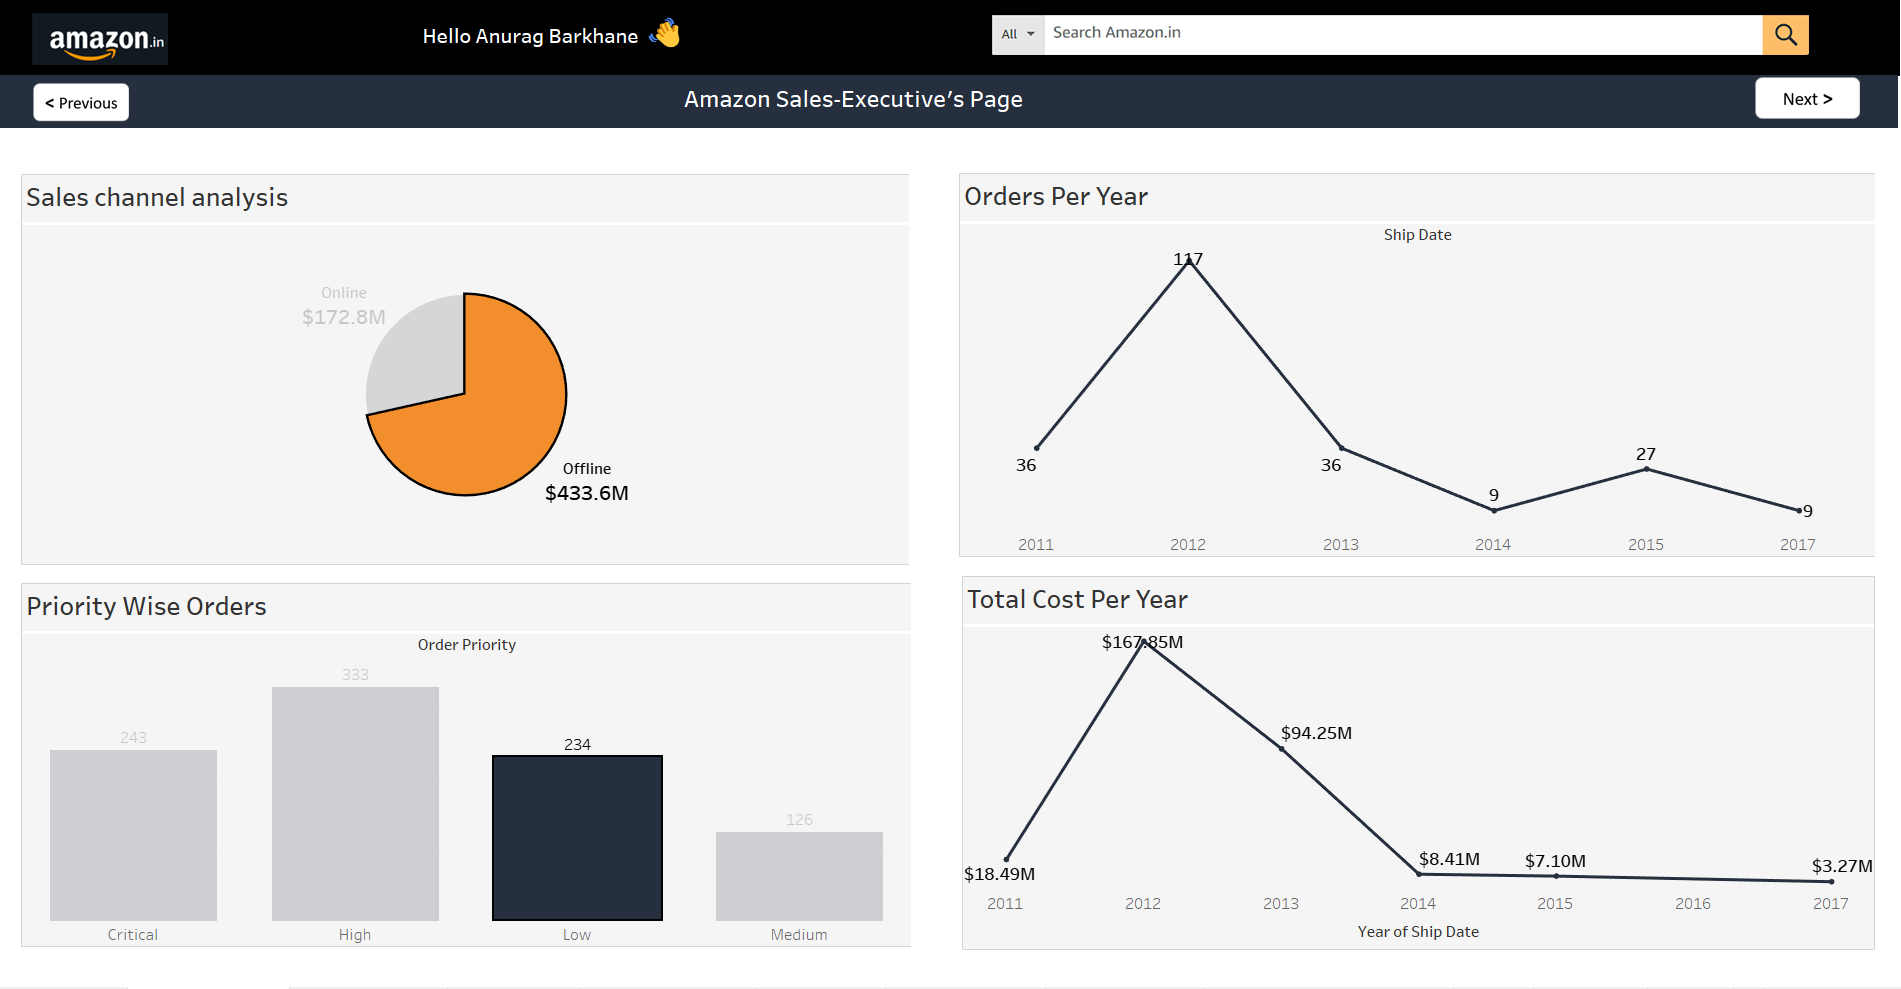 amazon.in
Hello Anurag Barkhane
All
Search Amazon.in
< Previous
Amazon Sales-Executive's Page
Next >
Sales channel analysis
Online
$172.8M
Offline
$433.6M
Orders Per Year
Ship Date
117
36
36
9
27
9
2011 2012 2013 2014 2015 2017
Priority Wise Orders
Order Priority
243
333
234
126
Critical High Low Medium
Total Cost Per Year
$167.85M
$94.25M
$18.49M
$8.41M
$7.10M
$3.27M
2011 2012 2013 2014 2015 2016 2017
Year of Ship Date